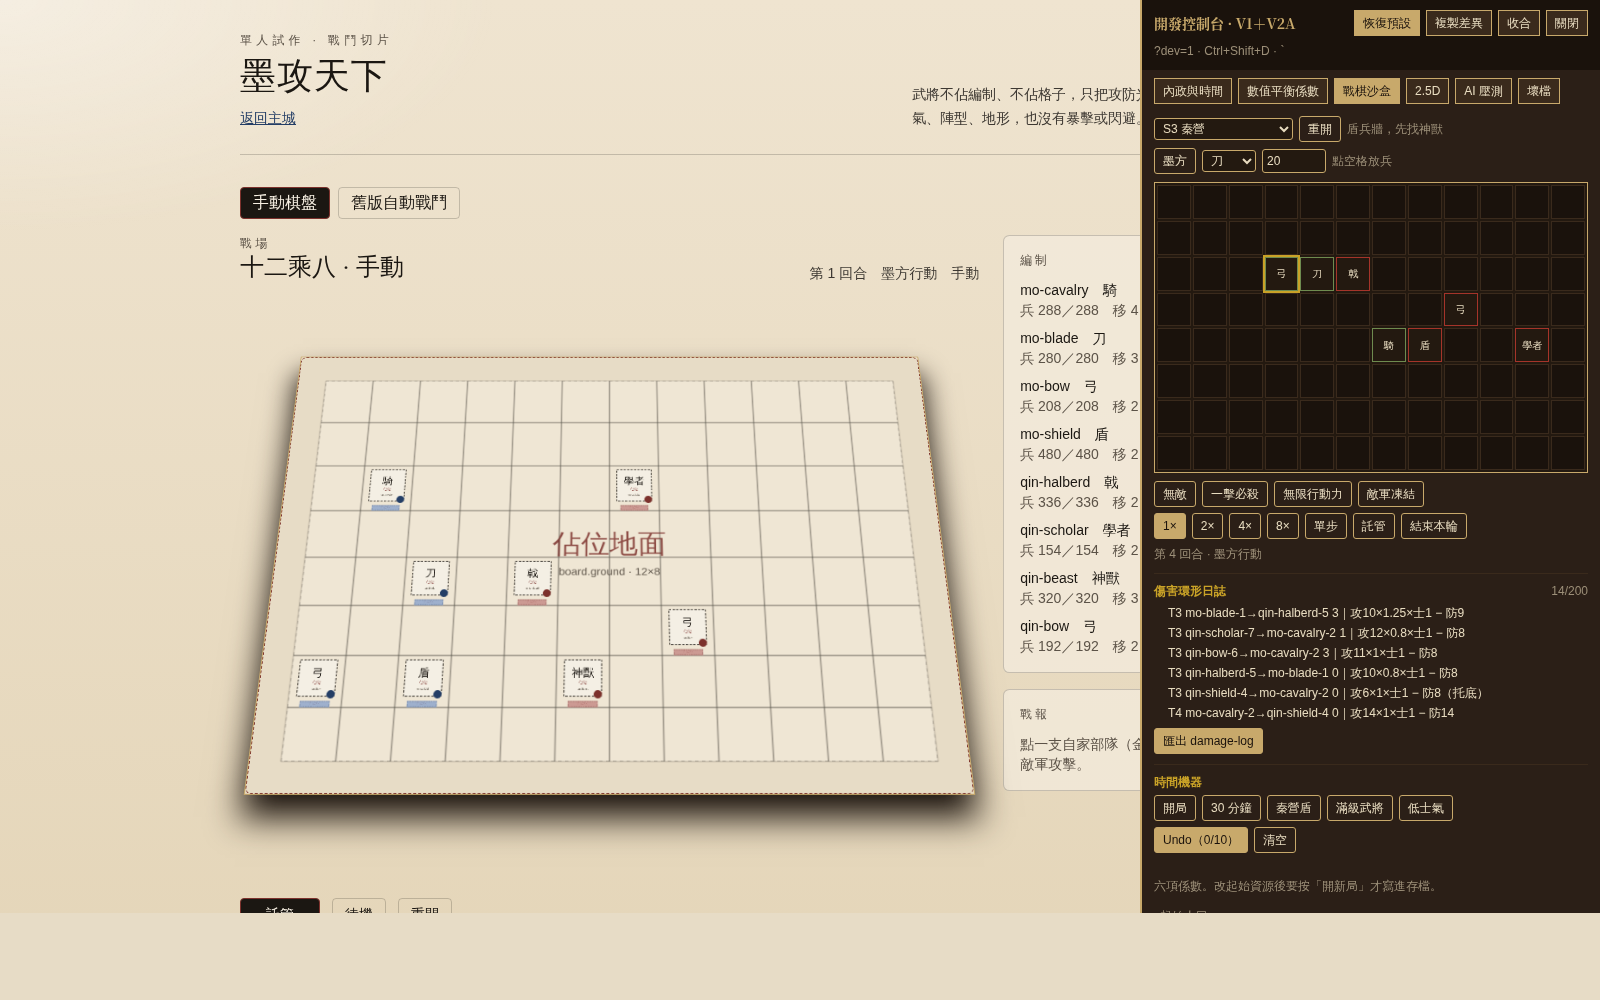 單人試作 · 戰鬥切片
墨攻天下
返回主城
武將不佔編制、不佔格子，只把攻防
氣、陣型、地形，也沒有暴擊或閃避。
手動棋盤
舊版自動戰鬥
戰場
十二乘八 · 手動
第 1 回合 墨方行動 手動
騎
學者
佔位地面
board.ground · 12×8
刀
戟
弓
弓
盾
神獸
編制
mo-cavalry 騎
兵 288／288 移 4
mo-blade 刀
兵 280／280 移 3
mo-bow 弓
兵 208／208 移 2
mo-shield 盾
兵 480／480 移 2
qin-halberd 戟
兵 336／336 移 2
qin-scholar 學者
兵 154／154 移 2
qin-beast 神獸
兵 320／320 移 3
qin-bow 弓
兵 192／192 移 2
戰報
點一支自家部隊（金
敵軍攻擊。
託管
待機
重開
開發控制台 · V1＋V2A
恢復預設
複製差異
收合
關閉
?dev=1 · Ctrl+Shift+D · `
內政與時間
數值平衡係數
戰棋沙盒
2.5D
AI 壓測
壞檔
S3 秦營
重開
盾兵牆，先找神獸
墨方
刀
20
點空格放兵
弓
刀
戟
弓
騎
盾
學者
無敵
一擊必殺
無限行動力
敵軍凍結
1×
2×
4×
8×
單步
託管
結束本輪
第 4 回合 · 墨方行動
傷害環形日誌
14/200
T3 mo-blade-1→qin-halberd-5 3｜攻10×1.25×士1 − 防9
T3 qin-scholar-7→mo-cavalry-2 1｜攻12×0.8×士1 − 防8
T3 qin-bow-6→mo-cavalry-2 3｜攻11×1×士1 − 防8
T3 qin-halberd-5→mo-blade-1 0｜攻10×0.8×士1 − 防8
T3 qin-shield-4→mo-cavalry-2 0｜攻6×1×士1 − 防8（托底）
T4 mo-cavalry-2→qin-shield-4 0｜攻14×1×士1 − 防14
匯出 damage-log
時間機器
開局
30 分鐘
秦營盾
滿級武將
低士氣
Undo（0/10）
清空
六項係數。改起始資源後要按「開新局」才寫進存檔。